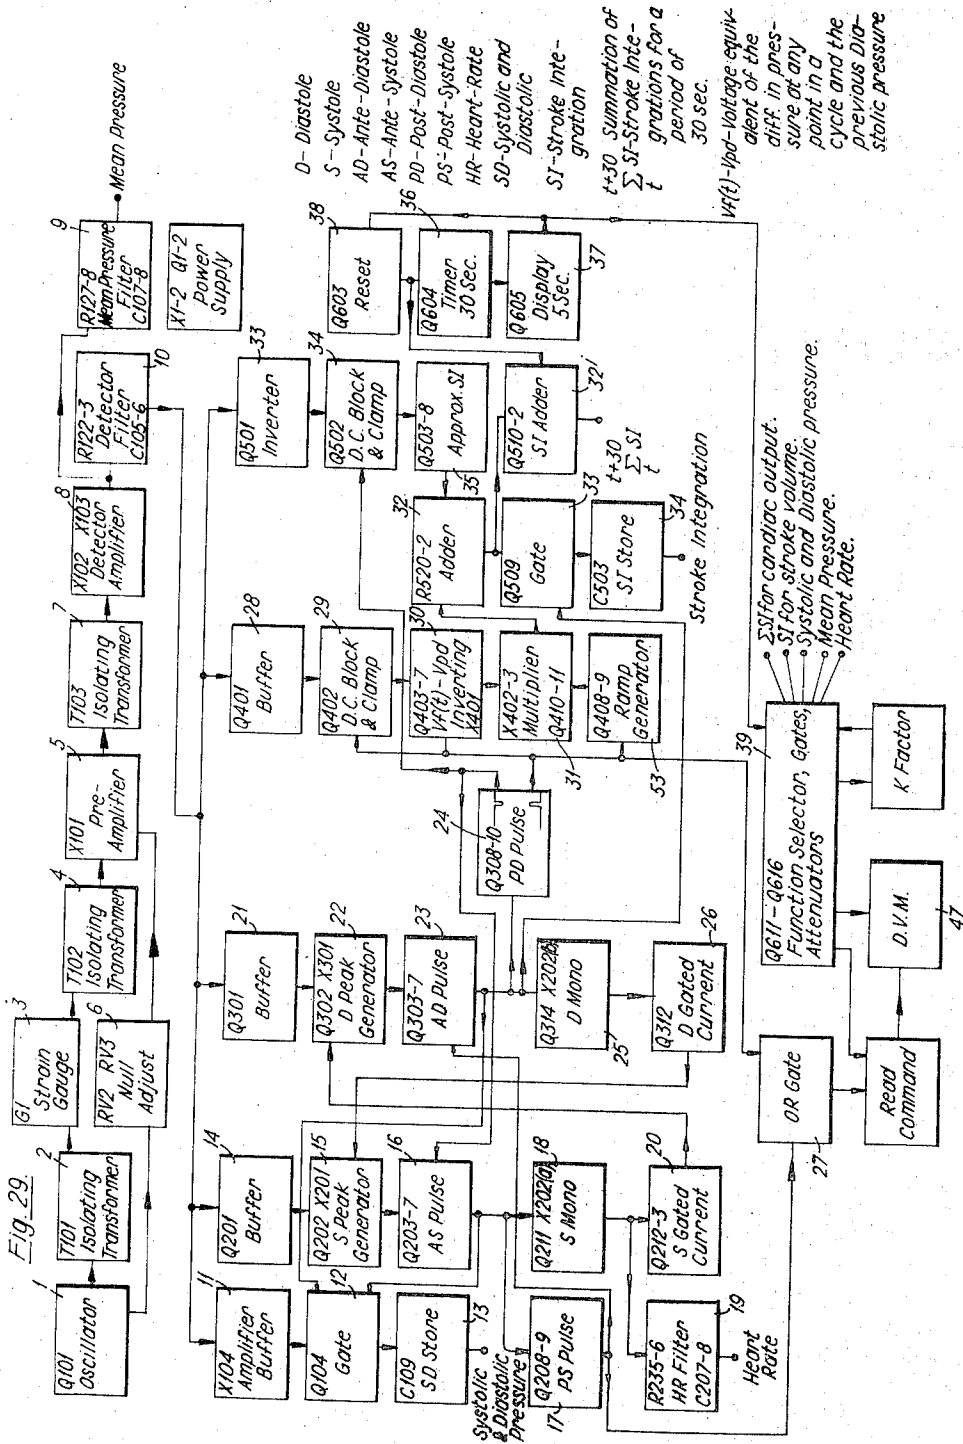 Fig. 29.
1
Q101
Oscillator
2
T101
Isolating
Transformer
3
G1
Strain
Gauge
4
T102
Isolating
Transformer
5
X101
Pre-
Amplifier
6
RV2 RV3
Null
Adjust
7
T103
Isolating
Transformer
8
X102 X103
Detector
Amplifier
9
R127-8
Mean Pressure
Filter
C107-8
Mean Pressure
10
R122-3
Detector
Filter
C105-6
X1-2 Q1-2
Power
Supply
11
X104
Amplifier
Buffer
12
Q104
Gate
13
C109
SD Store
Systolic
& Diastolic
Pressure
14
Q201
Buffer
15
Q202 X201
S Peak
Generator
16
Q203-7
AS Pulse
17
Q208-9
PS Pulse
18
Q211 X202(a)
S Mono
19
R235-6
HR Filter
C207-8
Heart
Rate
20
Q212-3
S Gated
Current
21
Q301
Buffer
22
Q302 X301
D Peak
Generator
23
Q303-7
AD Pulse
24
Q308-10
PD Pulse
25
Q314 X202(b)
D Mono
26
Q312
D Gated
Current
27
OR Gate
Read
Command
28
Q401
Buffer
29
Q402
D.C. Block
& Clamp
30
Q403-7
Vf(t)-Vpd
Inverting
X401
31
X402-3
Multiplier
Q410-11
53
Q408-9
Ramp
Generator
33
Q501
Inverter
34
Q502
D.C. Block
& Clamp
35
Q503-8
Approx. SI
32
R520-2
Adder
32'
Q510-2
SI Adder
t+30
Σ SI
t
33
Q509
Gate
34
C503
SI Store
Stroke Integration
38
Q603
Reset
36
Q604
Timer
30 Sec.
37
Q605
Display
5 Sec.
39
Q611-Q616
Function Selector, Gates,
Attenuators
K Factor
47
D.V.M.
ΣSI for cardiac output.
SI for stroke volume.
Systolic and Diastolic pressure.
Mean Pressure.
Heart Rate.
D- Diastole
S-Systole
AD-Ante-Diastole
AS-Ante-Systole
PD-Post-Diastole
PS-Post-Systole
HR-Heart-Rate
SD-Systolic and
Diastolic
SI-Stroke Inte-
gration
t+30 Summation of
Σ SI-Stroke Inte-
t grations for a
period of
30 sec.
Vf(t)-Vpd-Voltage equiv-
alent of the
diff. in pres-
sure at any
point in a
cycle and the
previous Dia-
stolic pressure